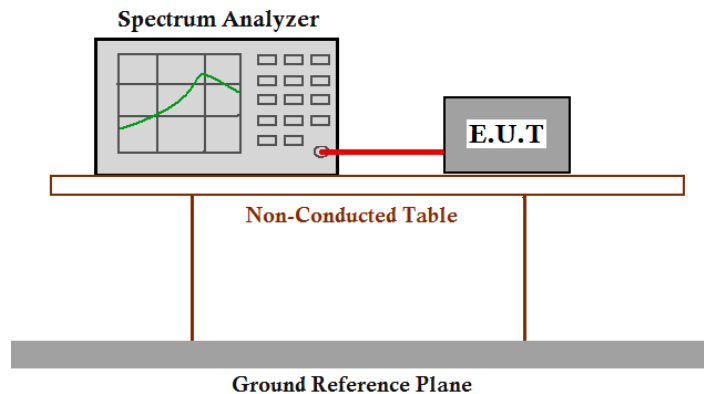 Spectrum Analyzer
E.U.T
Non-Conducted Table
Ground Reference Plane